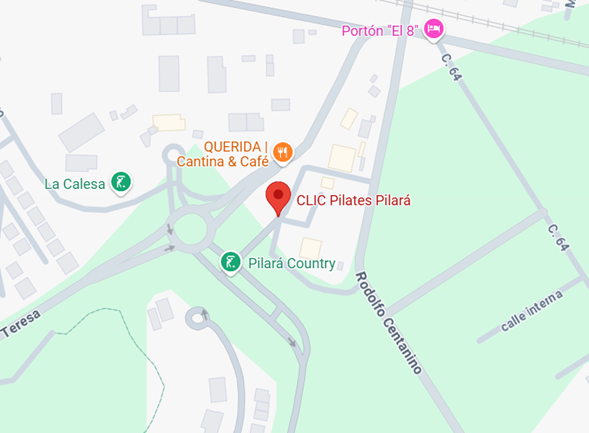 Portón "El 8"
C. 64
QUERIDA |
Cantina & Café
La Calesa
CLIC Pilates Pilará
Pilará Country
C. 64
Teresa
Rodolfo Centanino
calle interna